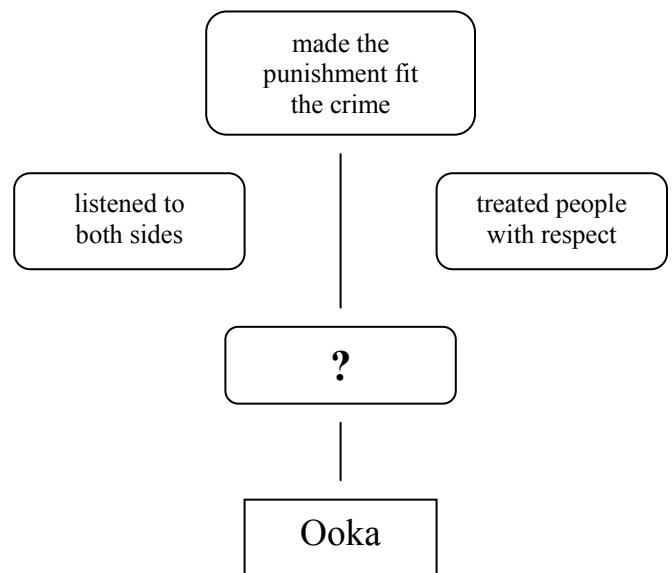 made the
punishment fit
the crime
listened to
both sides
treated people
with respect
?
Ooka